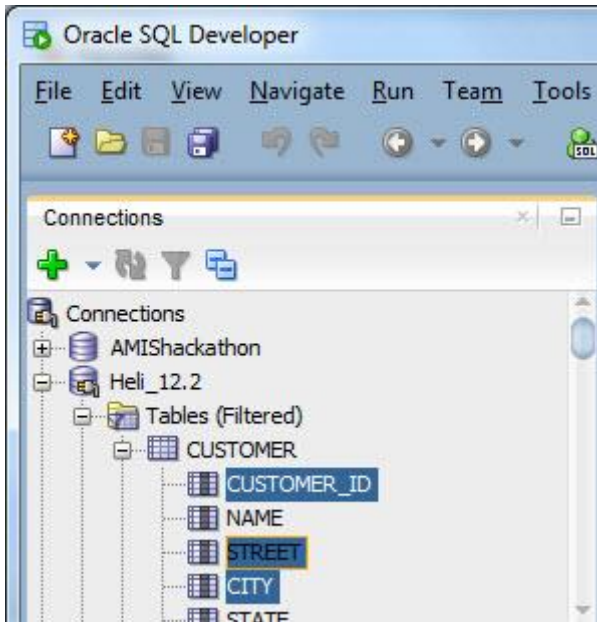 Oracle SQL Developer
File Edit View Navigate Run Team Tools
SQL
Connections
Connections
AMIShackathon
Heli_12.2
Tables (Filtered)
CUSTOMER
CUSTOMER_ID
NAME
STREET
CITY
STATE